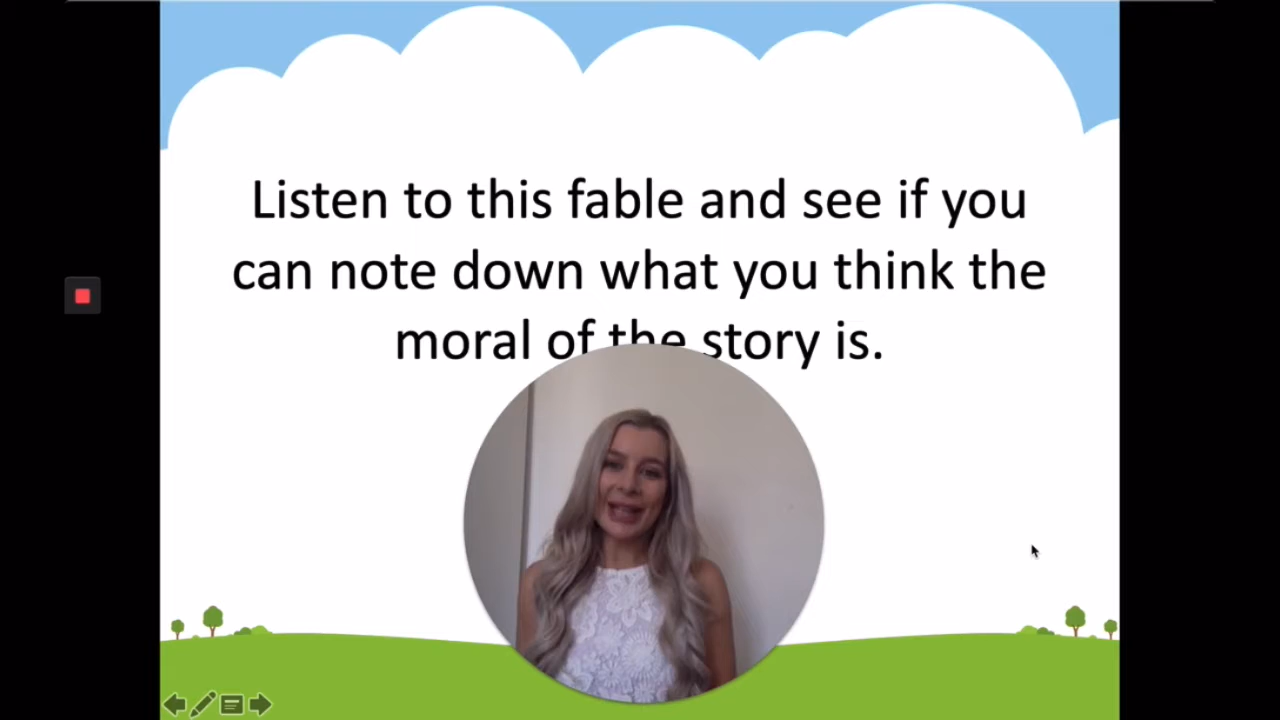 Listen to this fable and see if you
can note down what you think the
moral of the story is.